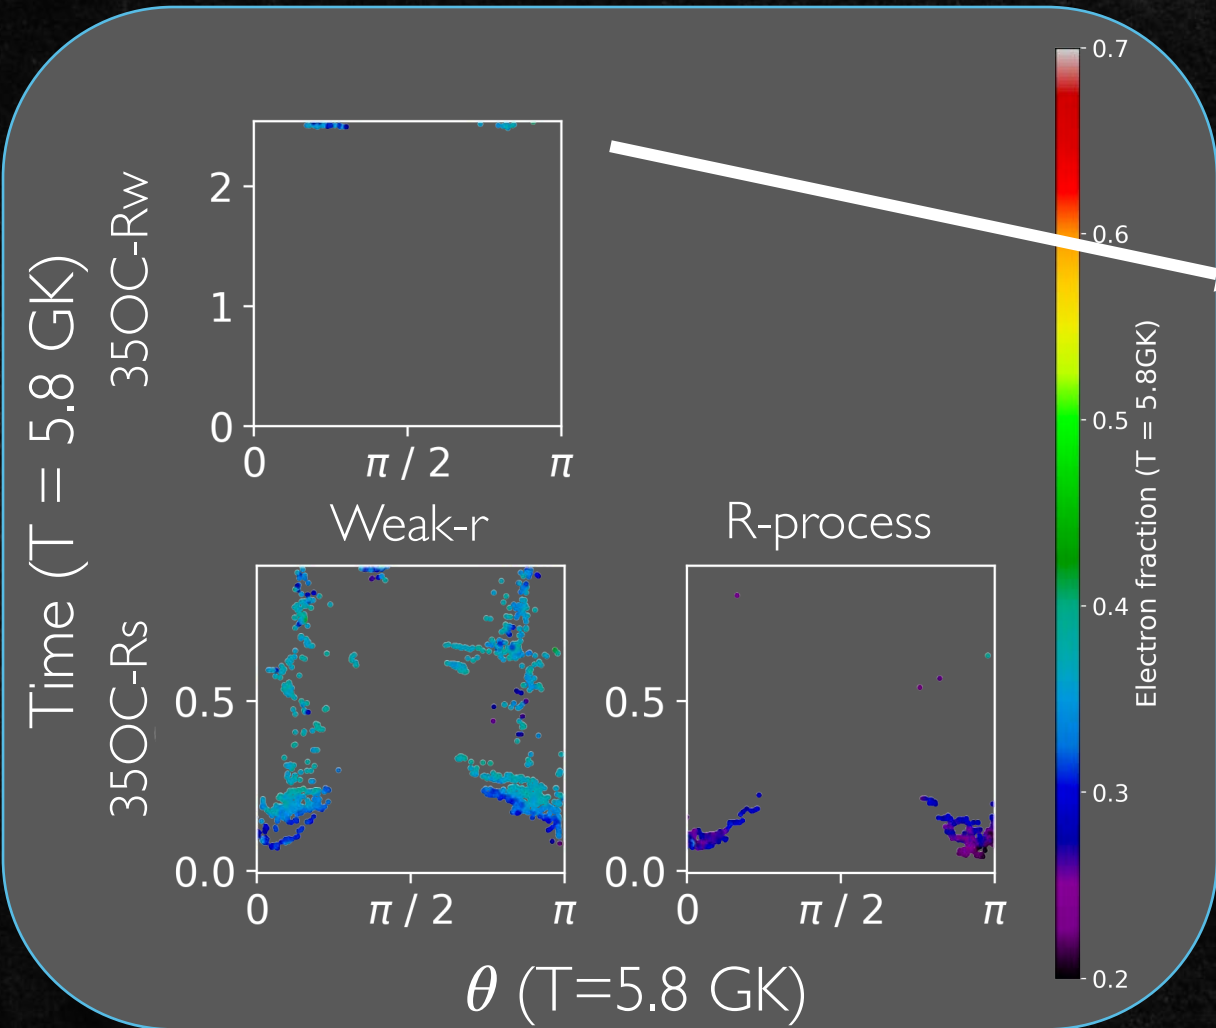 Time (T = 5.8 GK)
35OC-Rw
2
1
0
0 π / 2 π
Weak-r
R-process
35OC-Rs
0.5
0.0
0 π / 2 π
0.5
0.0
0 π / 2 π
θ (T=5.8 GK)
0.7
0.6
0.5
0.4
0.3
0.2
Electron fraction (T = 5.8GK)